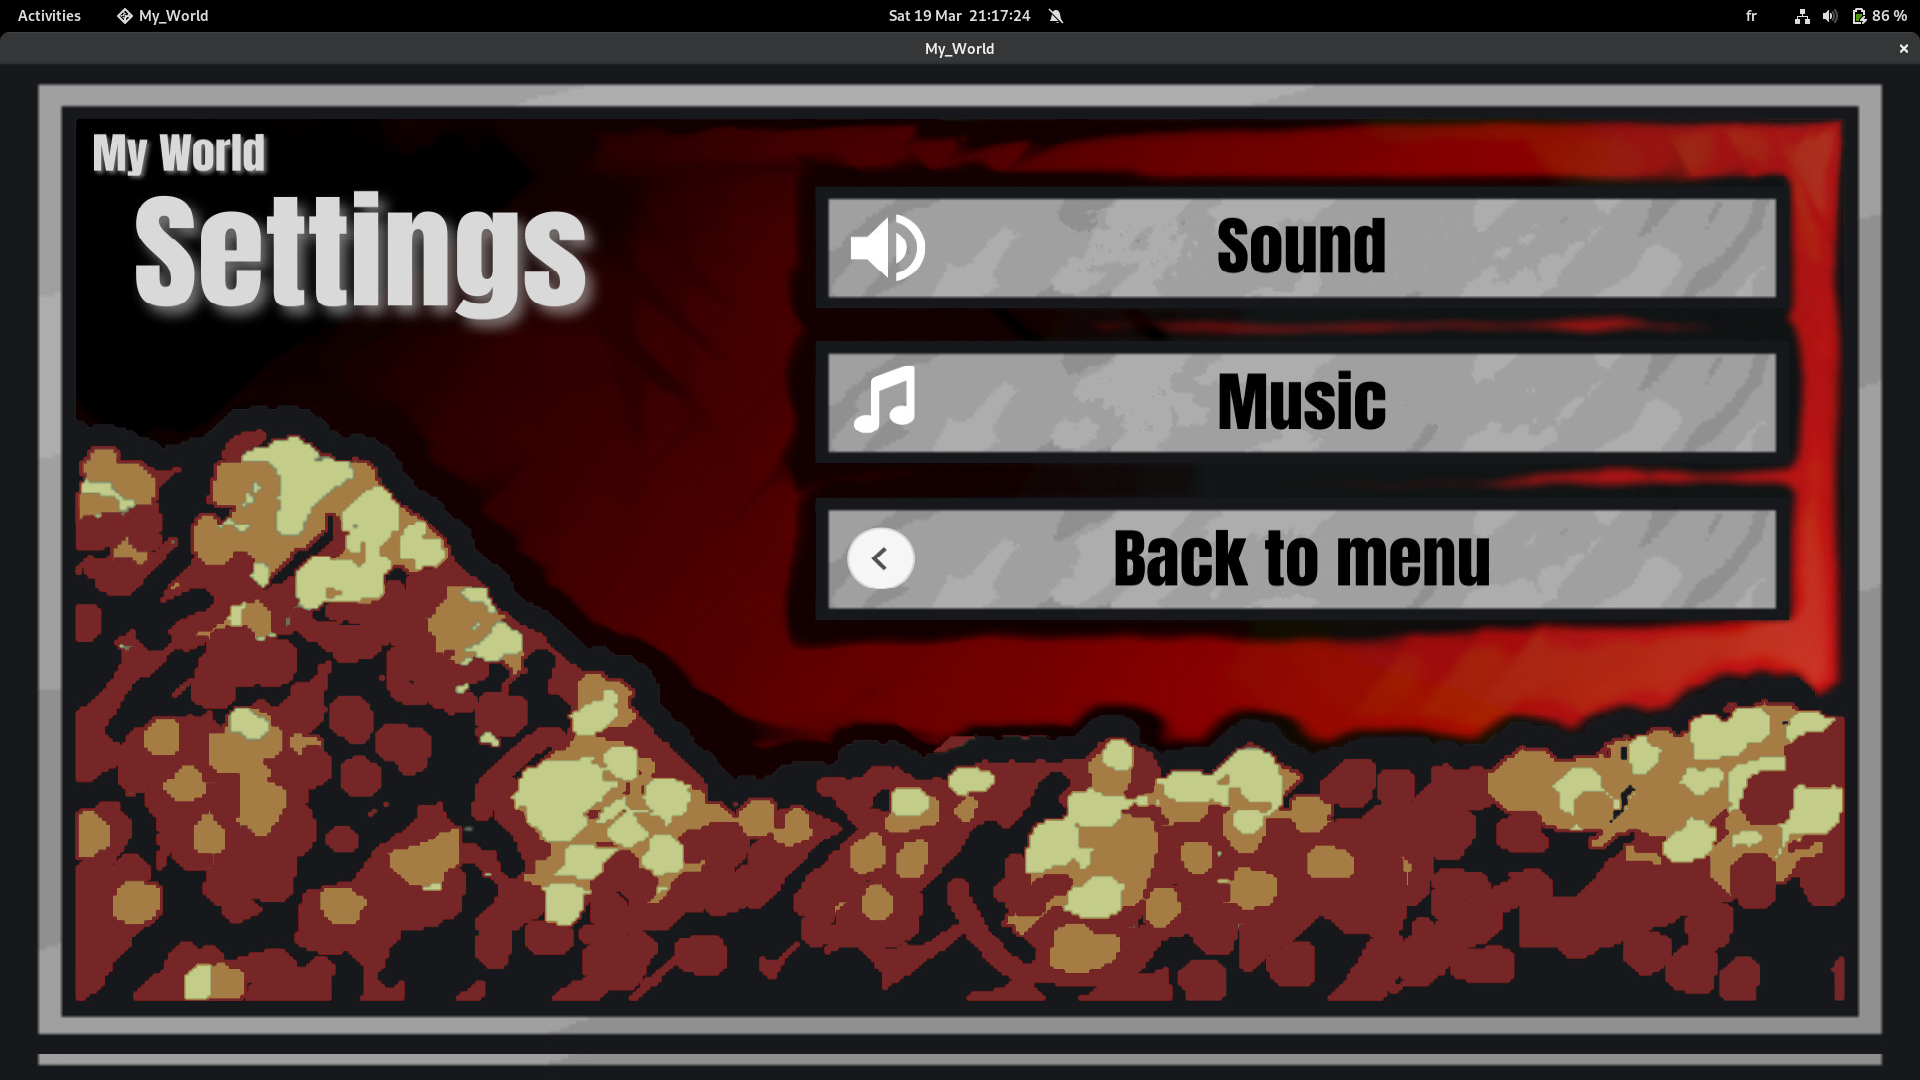 Activities My_World Sat 19 Mar 21:17:24 fr 86 %
My_World
My World
Settings
Sound
Music
Back to menu